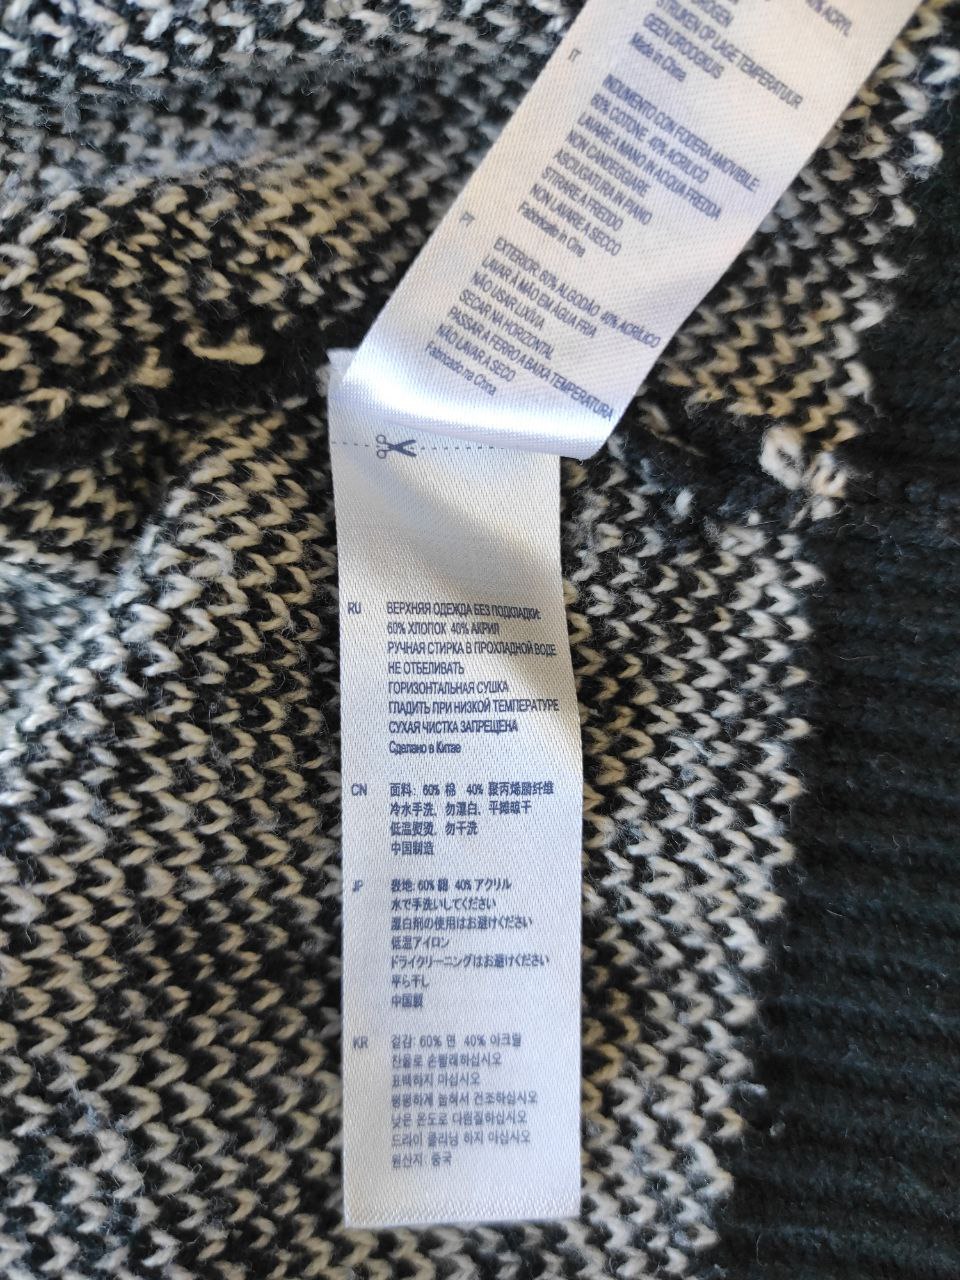 40% ACRYL
STRIJKEN OP LAGE TEMPERATUUR
GEEN DROOGKUIS
Made in China
IT
INDUMENTO CON FODERA AMOVIBILE:
60% COTONE, 40% ACRILICO
LAVARE A MANO IN ACQUA FREDDA
NON CANDEGGIARE
ASCIUGATURA IN PIANO
STIRARE A FREDDO
NON LAVARE A SECCO
Fabbricato in Cina
PT
EXTERIOR: 60% ALGODÃO 40% ACRÍLICO
LAVAR À MÃO EM ÁGUA FRIA
NÃO USAR LIXÍVIA
SECAR NA HORIZONTAL
PASSAR A FERRO A BAIXA TEMPERATURA
NÃO LAVAR A SECO
Fabricado na China
RU ВЕРХНЯЯ ОДЕЖДА БЕЗ ПОДКЛАДКИ:
60% ХЛОПОК 40% АКРИЛ
РУЧНАЯ СТИРКА В ПРОХЛАДНОЙ ВОДЕ
НЕ ОТБЕЛИВАТЬ
ГОРИЗОНТАЛЬНАЯ СУШКА
ГЛАДИТЬ ПРИ НИЗКОЙ ТЕМПЕРАТУРЕ
СУХАЯ ЧИСТКА ЗАПРЕЩЕНА
Сделано в Китае
CN 面料: 60% 棉 40% 聚丙烯腈纤维
冷水手洗, 勿漂白, 平摊晾干
低温熨烫, 勿干洗
中国制造
JP 表地: 60% 綿 40% アクリル
水で手洗いしてください
漂白剤の使用はお避けください
低温アイロン
ドライクリーニングはお避けください
平ら干し
中国製
KR 겉감: 60% 면 40% 아크릴
찬물로 손빨래하십시오
표백하지 마십시오
평평하게 눕혀서 건조하십시오
낮은 온도로 다림질하십시오
드라이 클리닝 하지 마십시오
원산지: 중국